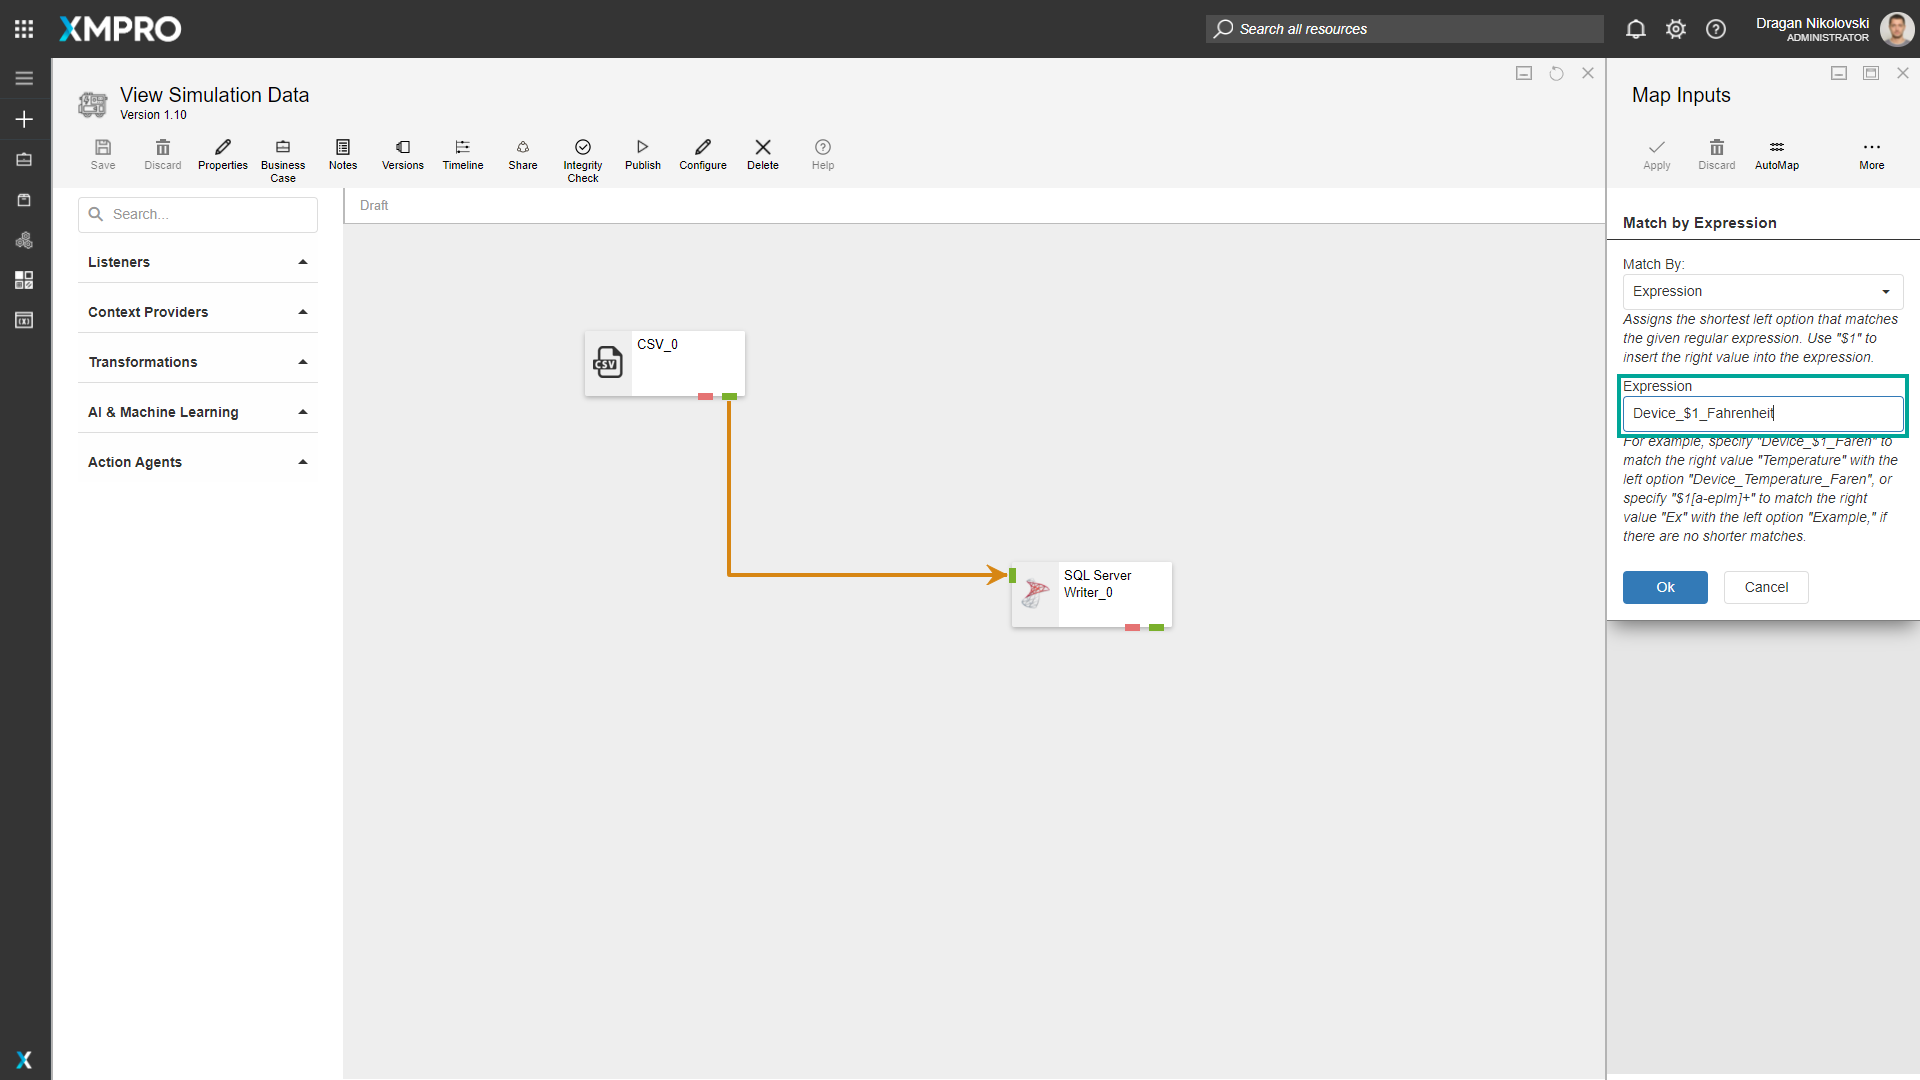 XMPRO
Search all resources
Dragan Nikolovski
ADMINISTRATOR
View Simulation Data
Version 1.10
Save
Discard
Properties
Business
Case
Notes
Versions
Timeline
Share
Integrity
Check
Publish
Configure
Delete
Help
Search...
Listeners
Context Providers
Transformations
AI & Machine Learning
Action Agents
Draft
CSV_0
CSV
SQL Server
Writer_0
Map Inputs
Apply
Discard
AutoMap
More
Match by Expression
Match By:
Expression
Assigns the shortest left option that matches
the given regular expression. Use "$1" to
insert the right value into the expression.
Expression
Device_$1_Fahrenheit
For example, specify "Device_$1_Faren" to
match the right value "Temperature" with the
left option "Device_Temperature_Faren", or
specify "$1[a-eplm]+" to match the right
value "Ex" with the left option "Example," if
there are no shorter matches.
Ok
Cancel